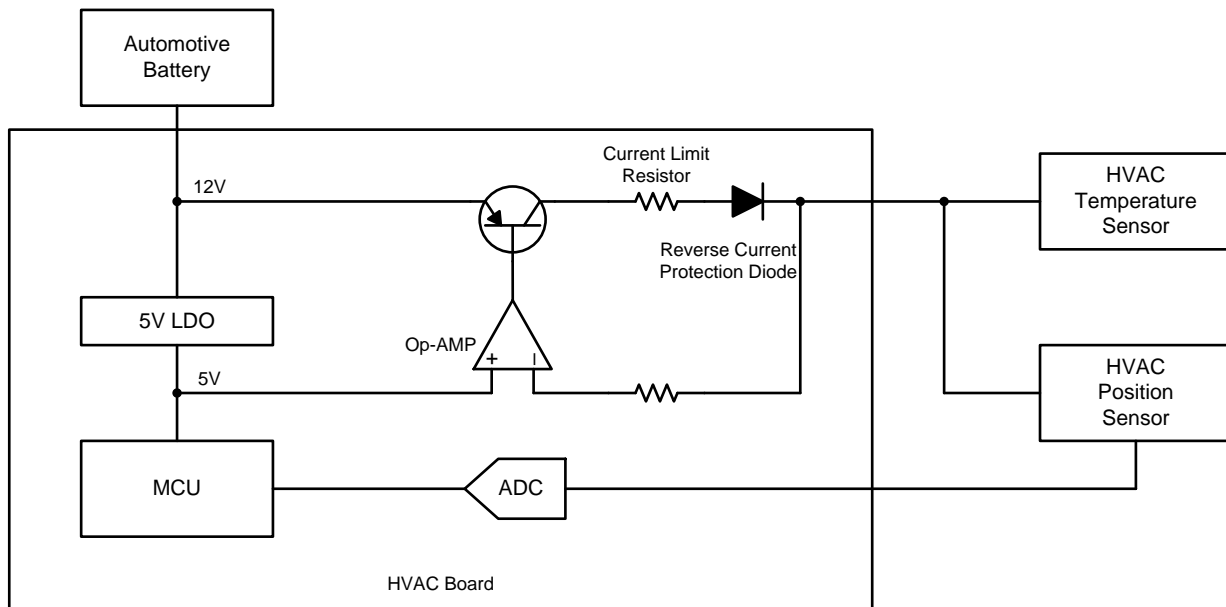 Automotive
Battery
12V
Current Limit
Resistor
HVAC
Temperature
Sensor
Reverse Current
Protection Diode
5V LDO
Op-AMP
+
−
5V
HVAC
Position
Sensor
MCU
ADC
HVAC Board